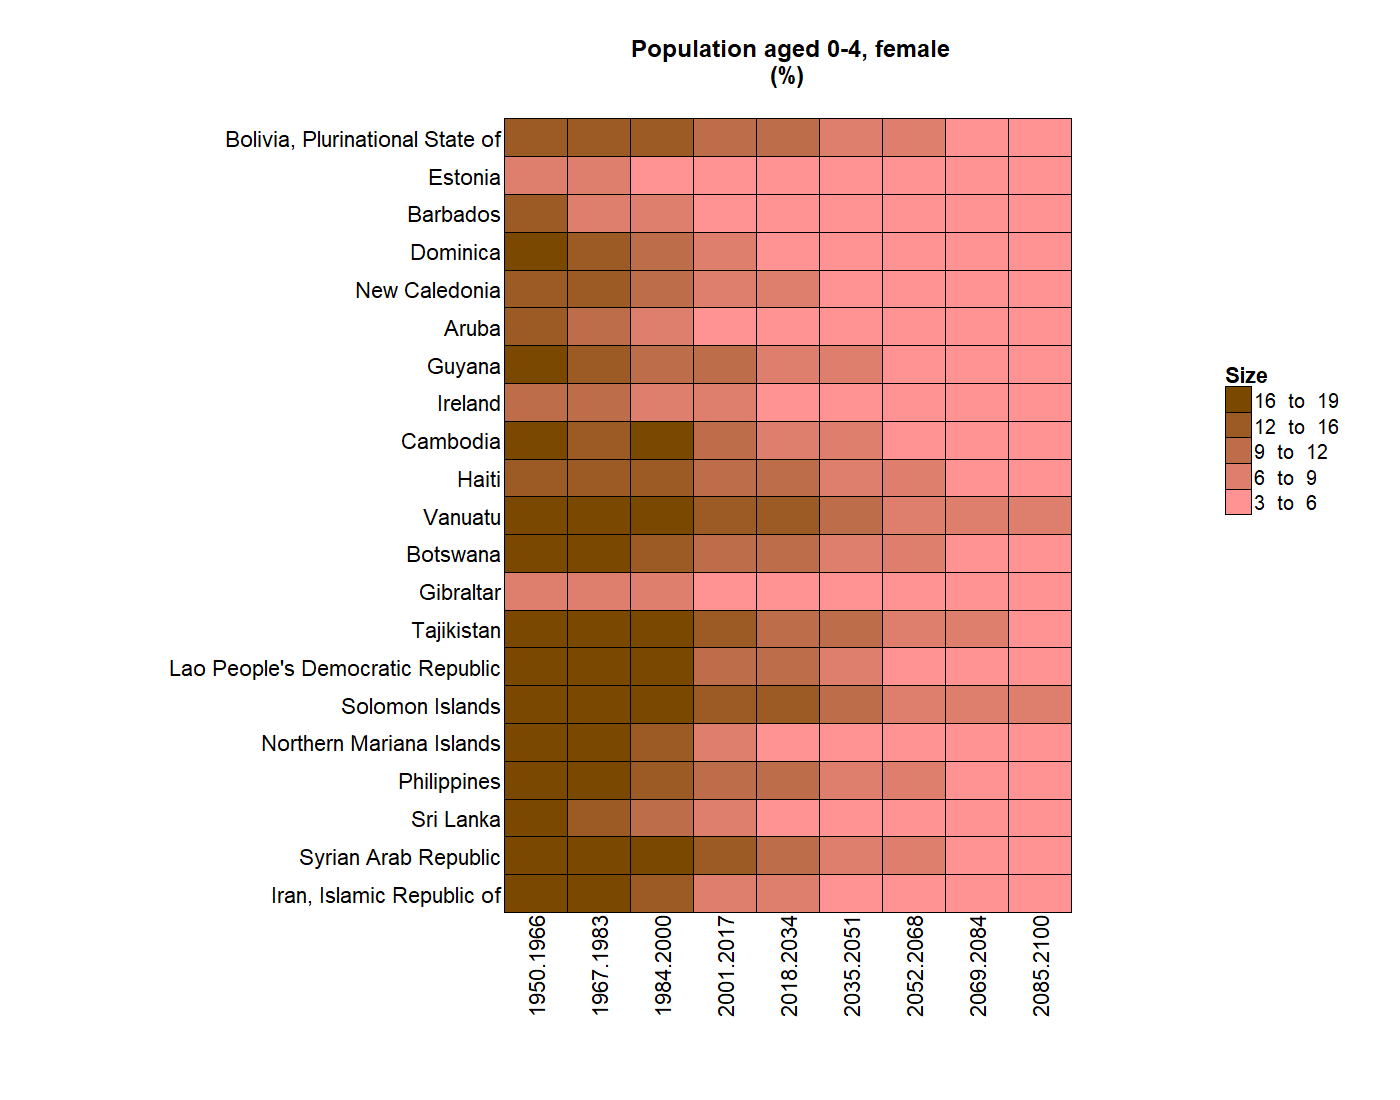 Population aged 0-4, female
(%)
Bolivia, Plurinational State of
Estonia
Barbados
Dominica
New Caledonia
Aruba
Guyana
Ireland
Cambodia
Haiti
Vanuatu
Botswana
Gibraltar
Tajikistan
Lao People's Democratic Republic
Solomon Islands
Northern Mariana Islands
Philippines
Sri Lanka
Syrian Arab Republic
Iran, Islamic Republic of
1950.1966
1967.1983
1984.2000
2001.2017
2018.2034
2035.2051
2052.2068
2069.2084
2085.2100
Size
16 to 19
12 to 16
9 to 12
6 to 9
3 to 6